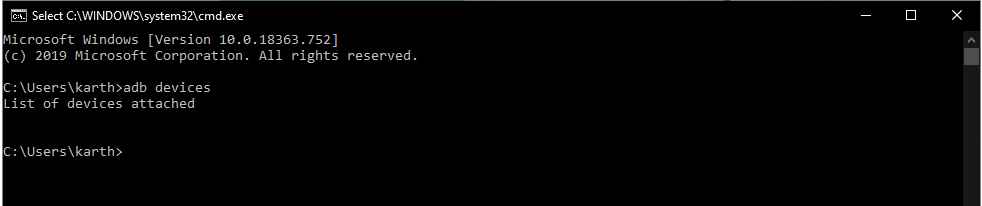 Select C:\WINDOWS\system32\cmd.exe
Microsoft Windows [Version 10.0.18363.752]
(c) 2019 Microsoft Corporation. All rights reserved.
C:\Users\karth>adb devices
List of devices attached
C:\Users\karth>